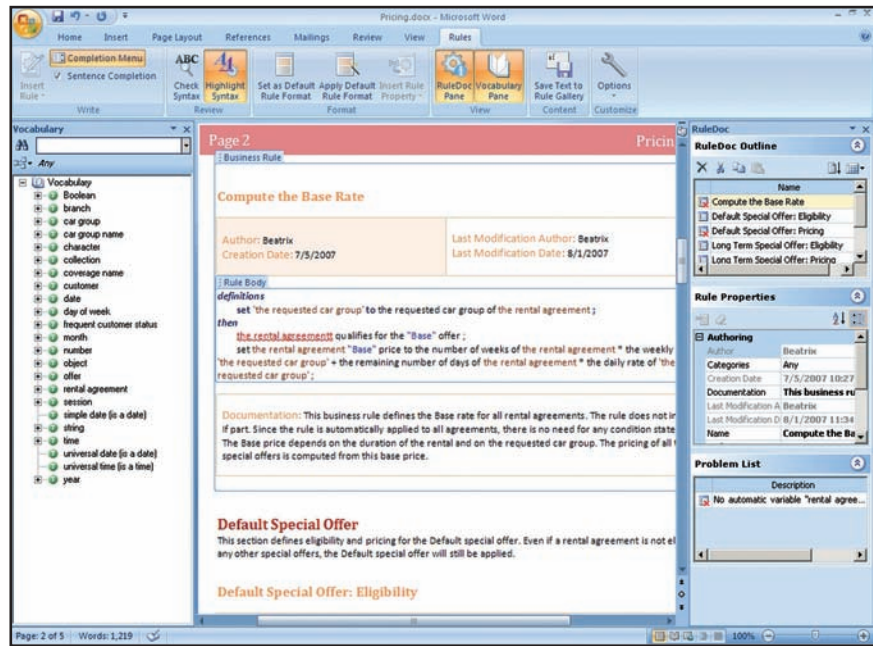 Pricing.docx - Microsoft Word
Home Insert Page Layout References Mailings Review View Rules
Insert Rule
Completion Menu
Sentence Completion
Write
ABC
Check Syntax
Highlight Syntax
Review
Set as Default Rule Format
Apply Default Rule Format
Insert Rule Property
Format
RuleDoc Pane
Vocabulary Pane
View
Save Text to Rule Gallery
Content
Options
Customize
Vocabulary
Any
Vocabulary
Boolean
branch
car group
car group name
character
collection
coverage name
customer
date
day of week
frequent customer status
month
number
object
offer
rental agreement
session
simple date (is a date)
string
time
universal date (is a date)
universal time (is a time)
year
Page 2 Pricin
Business Rule
Compute the Base Rate
Author: Beatrix
Creation Date: 7/5/2007
Last Modification Author: Beatrix
Last Modification Date: 8/1/2007
Rule Body
definitions
set 'the requested car group' to the requested car group of the rental agreement ;
then
the rental agreementt qualifies for the "Base" offer ;
set the rental agreement "Base" price to the number of weeks of the rental agreement * the weekly
'the requested car group' + the remaining number of days of the rental agreement * the daily rate of 'the
requested car group' ;
Documentation: This business rule defines the Base rate for all rental agreements. The rule does not in
if part. Since the rule is automatically applied to all agreements, there is no need for any condition state
The Base price depends on the duration of the rental and on the requested car group. The pricing of all
special offers is computed from this base price.
Default Special Offer
This section defines eligibility and pricing for the Default special offer. Even if a rental agreement is not el
any other special offers, the Default special offer will still be applied.
Default Special Offer: Eligibility
RuleDoc
RuleDoc Outline
Name
Compute the Base Rate
Default Special Offer: Eligibility
Default Special Offer: Pricing
Long Term Special Offer: Eligibility
Long Term Special Offer: Pricing
Rule Properties
Authoring
Author Beatrix
Categories Any
Creation Date 7/5/2007 10:27
Documentation This business ru
Last Modification A Beatrix
Last Modification D 8/1/2007 11:34
Name Compute the Ba
Problem List
Description
No automatic variable "rental agree...
Page: 2 of 5 Words: 1,219 100%